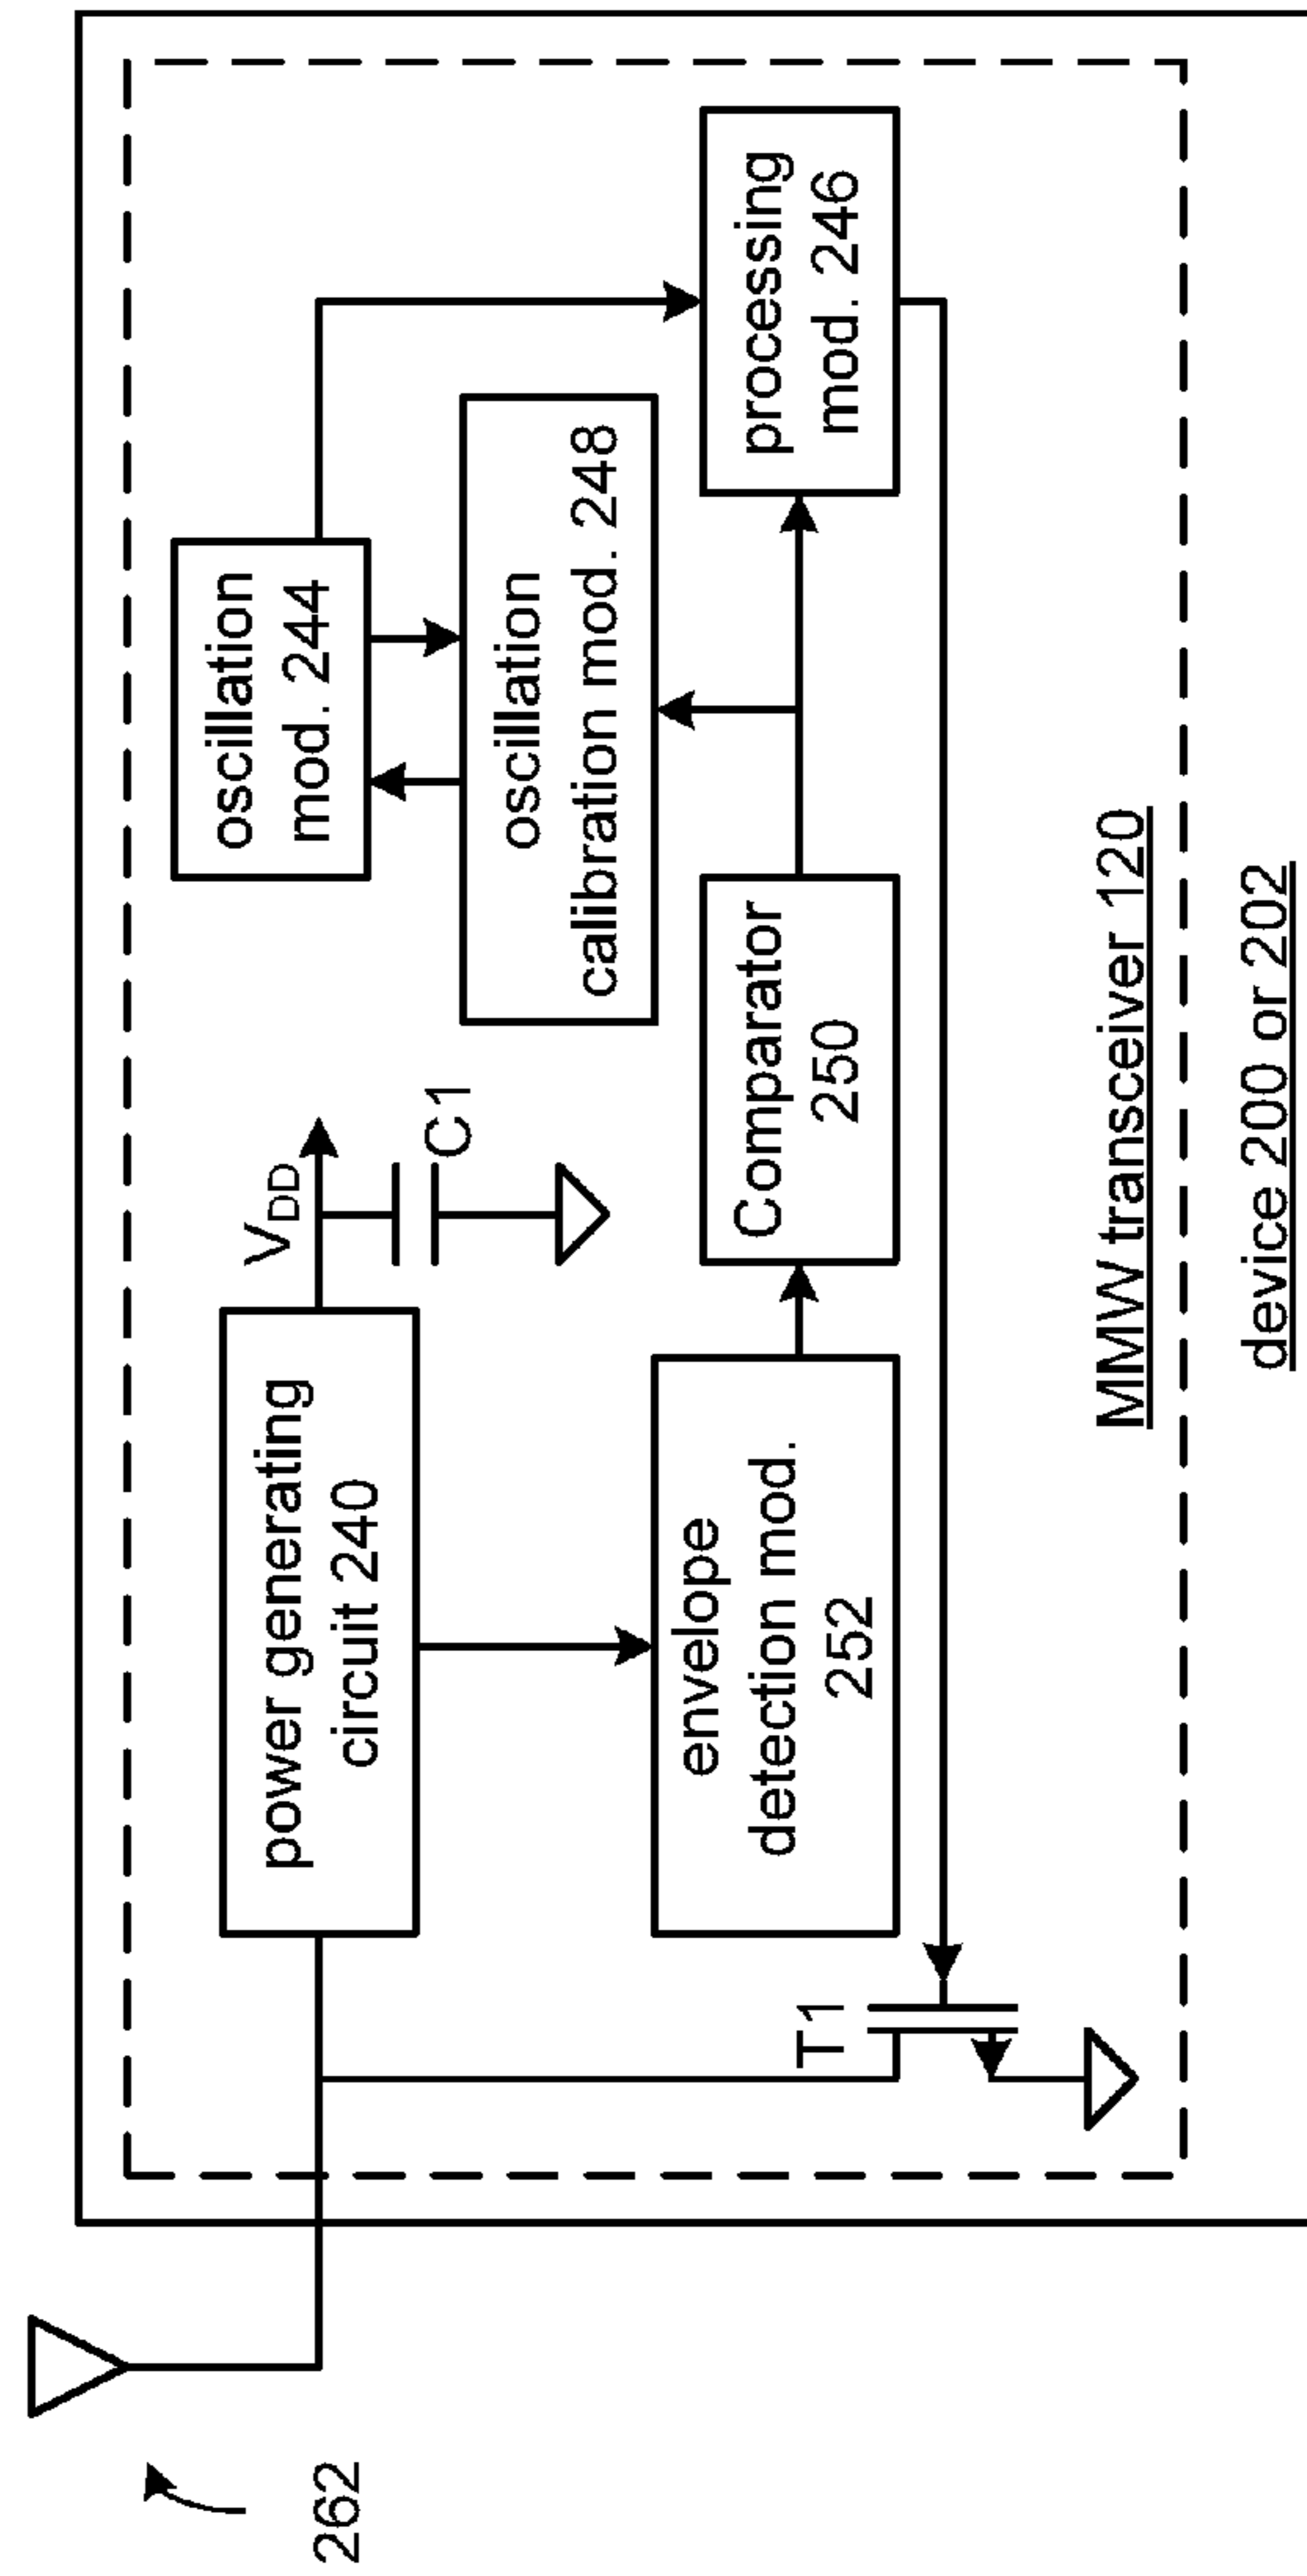 262
power generating
circuit 240
VDD
C1
oscillation
mod. 244
oscillation
calibration mod. 248
envelope
detection mod.
252
Comparator
250
processing
mod. 246
T1
MMW transceiver 120
device 200 or 202